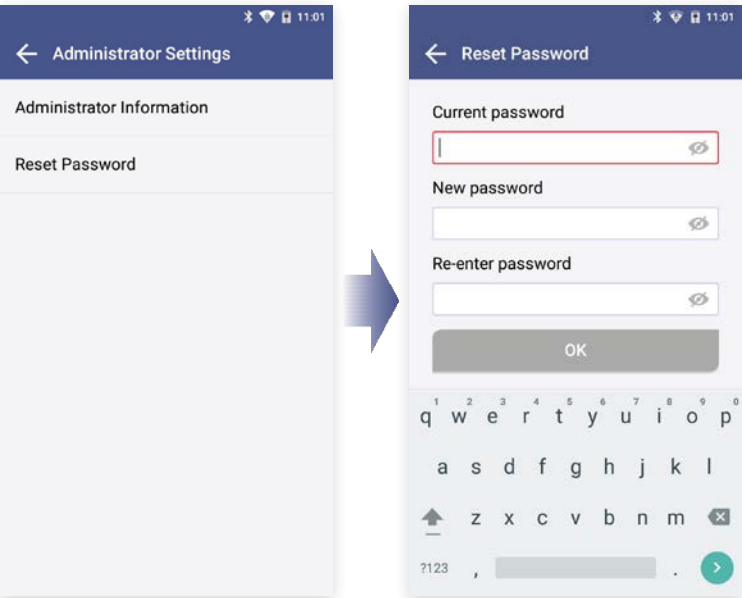 11:01
Administrator Settings
Administrator Information
Reset Password
11:01
Reset Password
Current password
New password
Re-enter password
OK
1 2 3 4 5 6 7 8 9 0
q w e r t y u i o p
a s d f g h j k l
z x c v b n m
?123 , .